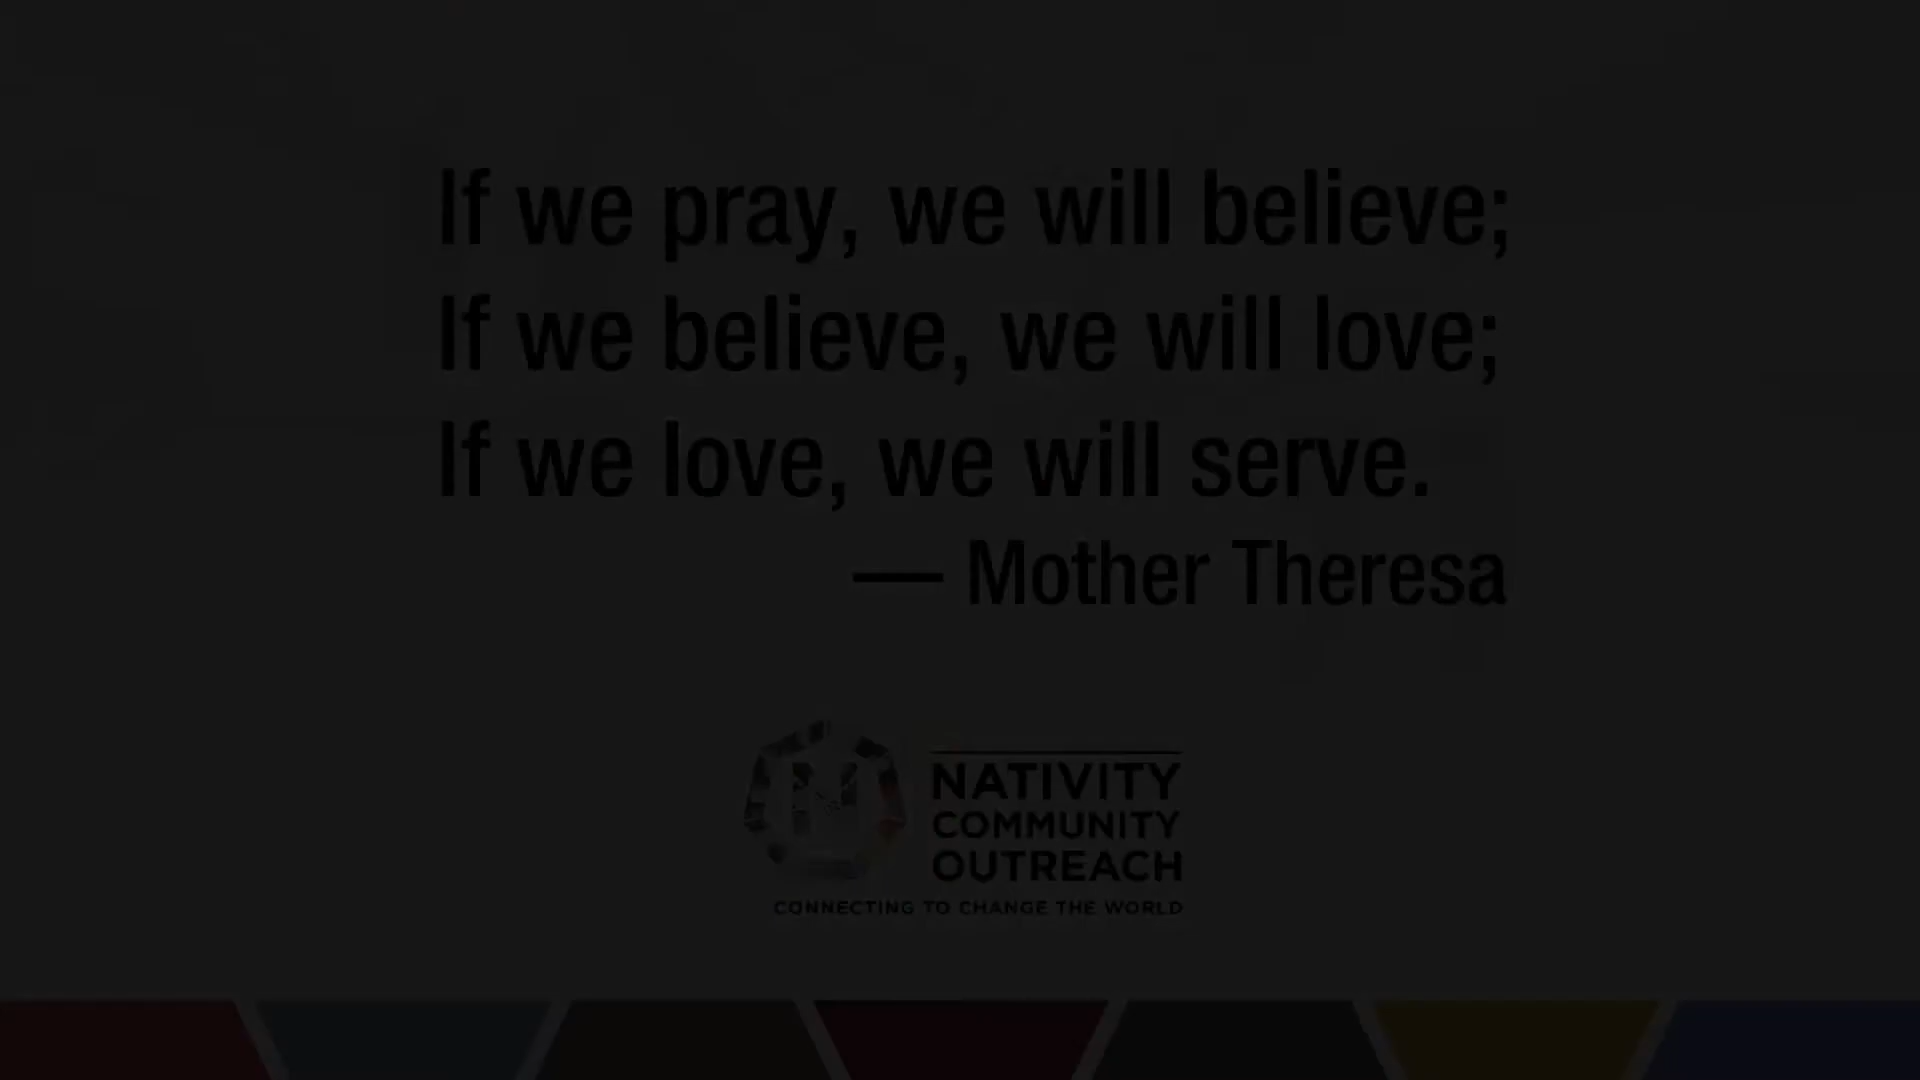 If we pray, we will believe;
If we believe, we will love;
If we love, we will serve.
— Mother Theresa
NATIVITY
COMMUNITY
OUTREACH
CONNECTING TO CHANGE THE WORLD